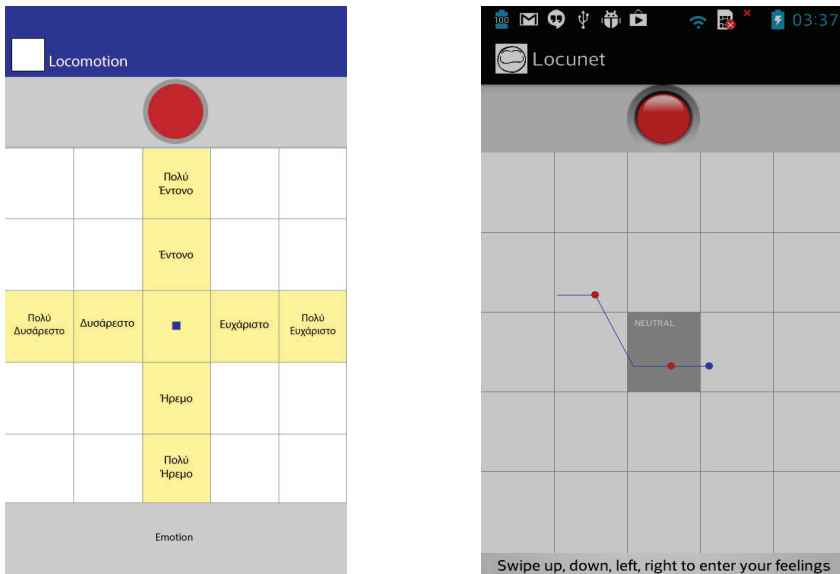 Locomotion
Πολύ
Έντονο
Έντονο
Πολύ
Δυσάρεστο
Δυσάρεστο
Ευχάριστο
Πολύ
Ευχάριστο
Ήρεμο
Πολύ
Ήρεμο
Emotion
100
03:37
Locunet
NEUTRAL
Swipe up, down, left, right to enter your feelings